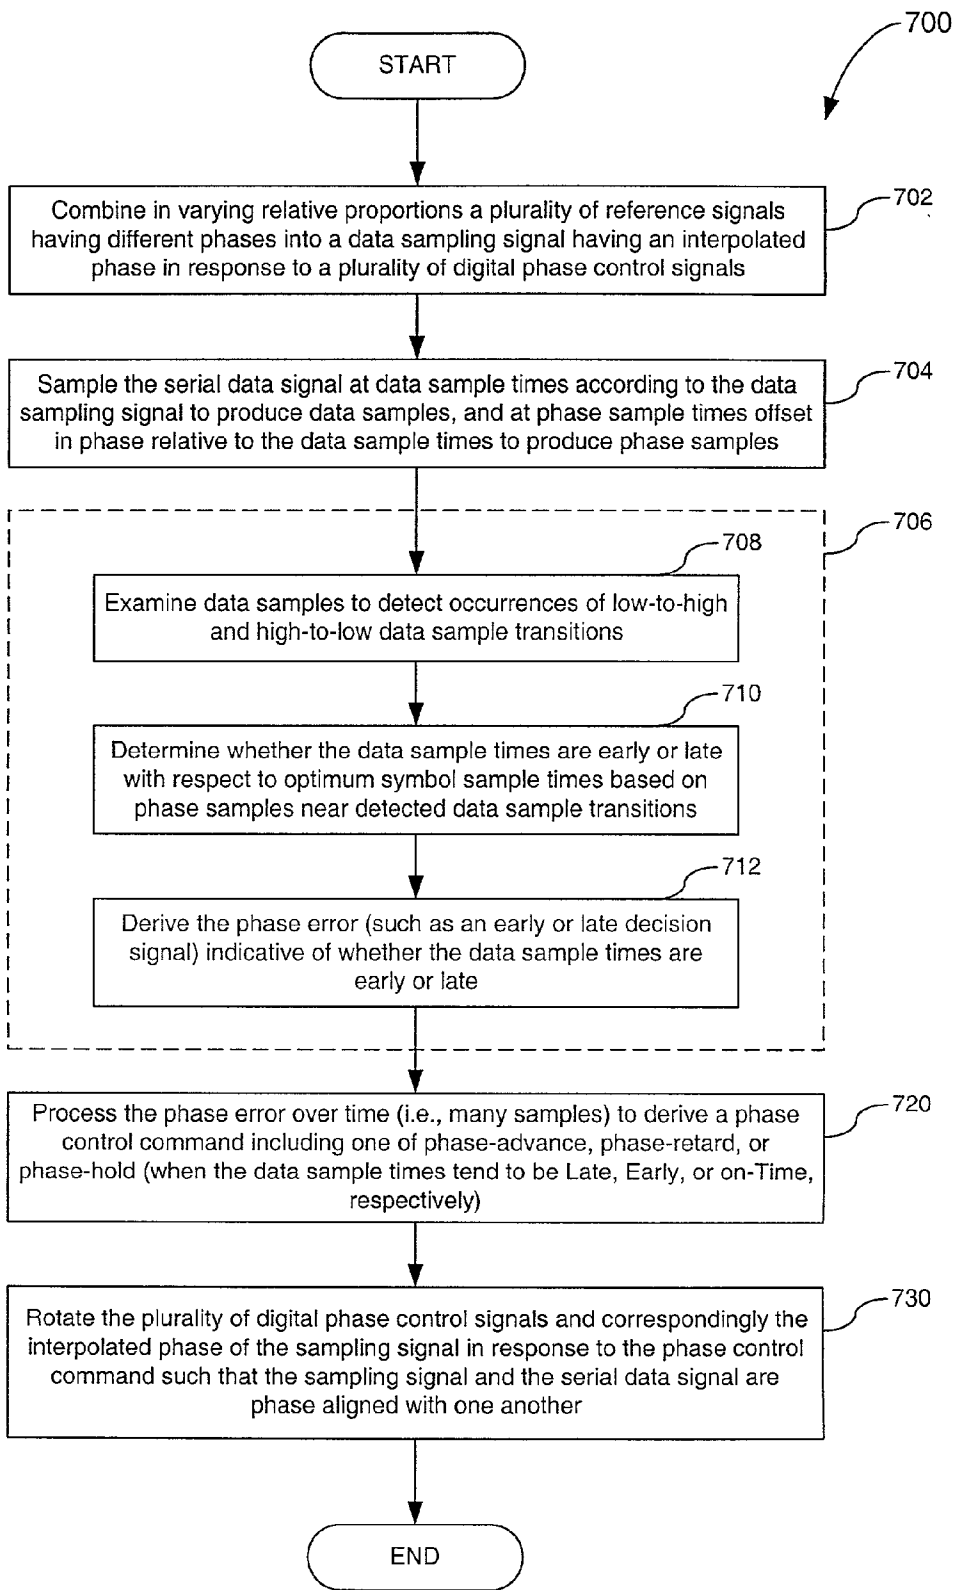 700
START
702
Combine in varying relative proportions a plurality of reference signals
having different phases into a data sampling signal having an interpolated
phase in response to a plurality of digital phase control signals
704
Sample the serial data signal at data sample times according to the data
sampling signal to produce data samples, and at phase sample times offset
in phase relative to the data sample times to produce phase samples
706
708
Examine data samples to detect occurrences of low-to-high
and high-to-low data sample transitions
710
Determine whether the data sample times are early or late
with respect to optimum symbol sample times based on
phase samples near detected data sample transitions
712
Derive the phase error (such as an early or late decision
signal) indicative of whether the data sample times are
early or late
720
Process the phase error over time (i.e., many samples) to derive a phase
control command including one of phase-advance, phase-retard, or
phase-hold (when the data sample times tend to be Late, Early, or on-Time,
respectively)
730
Rotate the plurality of digital phase control signals and correspondingly the
interpolated phase of the sampling signal in response to the phase control
command such that the sampling signal and the serial data signal are
phase aligned with one another
END